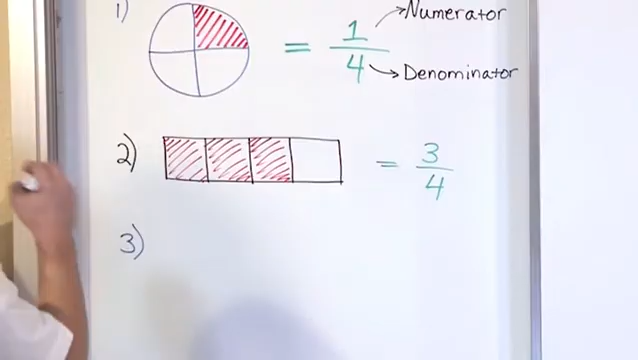 1)
= 1/4
Numerator
Denominator
2)
= 3/4
3)